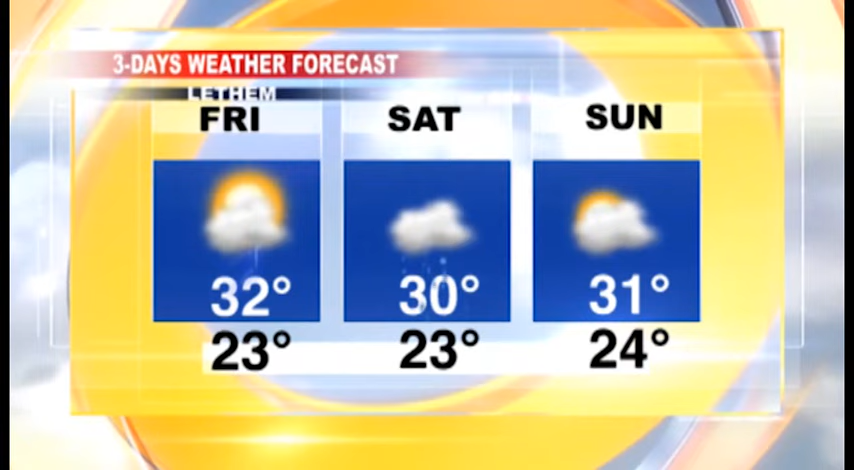 3-DAYS WEATHER FORECAST
LETHEM
FRI SAT SUN
32° 30° 31°
23° 23° 24°